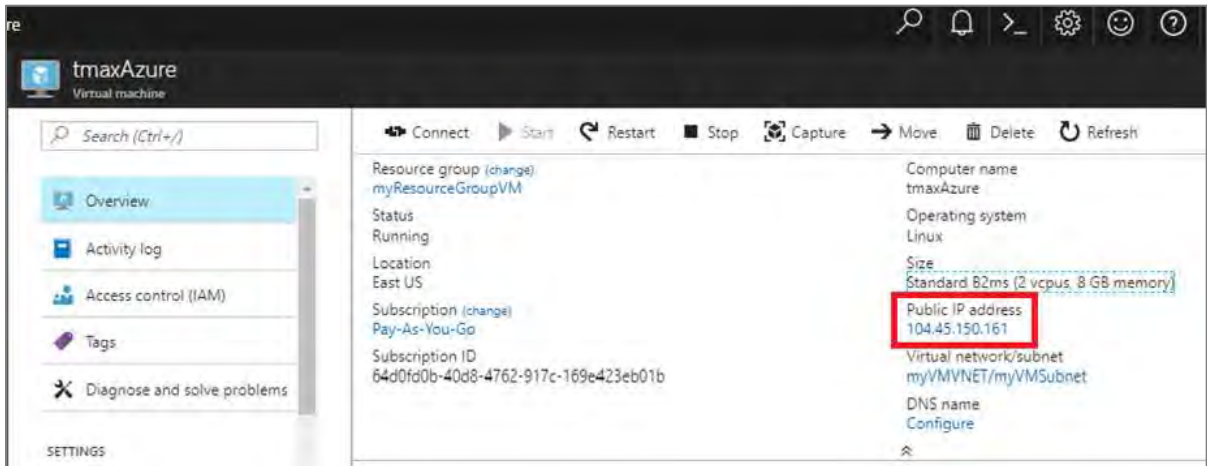 re
tmaxAzure
Virtual machine
Search (Ctrl+/)
Overview
Activity log
Access control (IAM)
Tags
Diagnose and solve problems
SETTINGS
Connect Start Restart Stop Capture Move Delete Refresh
Resource group (change)
myResourceGroupVM
Status
Running
Location
East US
Subscription (change)
Pay-As-You-Go
Subscription ID
64d0fd0b-40d8-4762-917c-169e423eb01b
Computer name
tmaxAzure
Operating system
Linux
Size
Standard B2ms (2 vcpus, 8 GB memory)
Public IP address
104.45.150.161
Virtual network/subnet
myVMVNET/myVMSubnet
DNS name
Configure